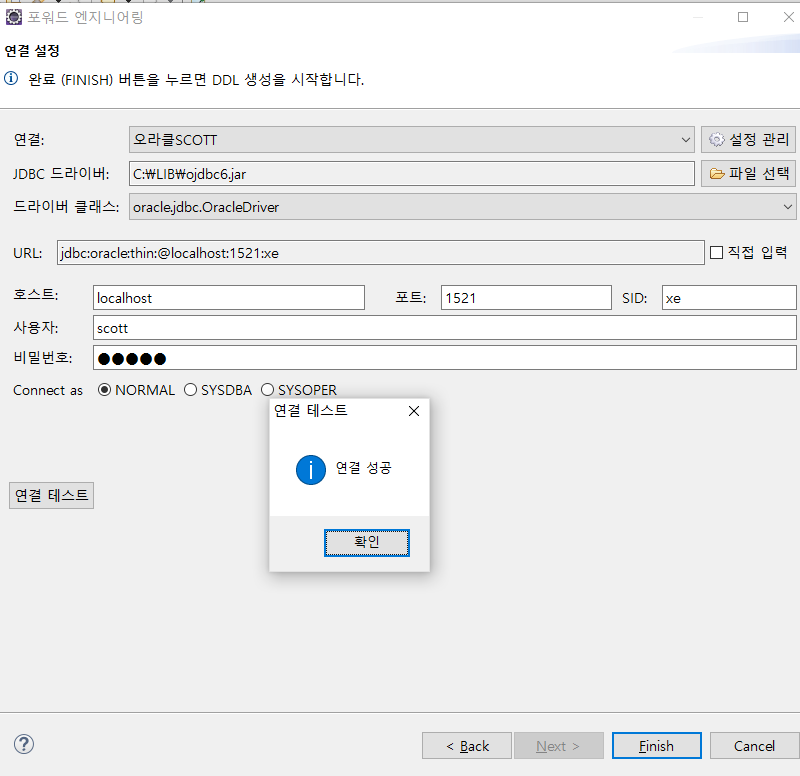 포워드 엔지니어링
연결 설정
완료 (FINISH) 버튼을 누르면 DDL 생성을 시작합니다.
연결: 오라클SCOTT 설정 관리
JDBC 드라이버: C:₩LIB₩ojdbc6.jar 파일 선택
드라이버 클래스: oracle.jdbc.OracleDriver
URL: jdbc:oracle:thin:@localhost:1521:xe 직접 입력
호스트: localhost 포트: 1521 SID: xe
사용자: scott
비밀번호: ●●●●●
Connect as NORMAL SYSDBA SYSOPER
연결 테스트
연결 성공
연결 테스트
확인
< Back Next > Finish Cancel